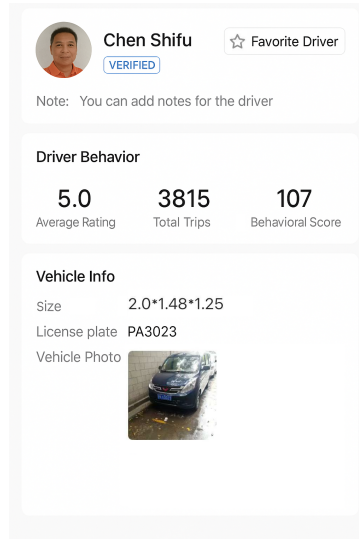 Chen Shifu
Favorite Driver
VERIFIED
Note: You can add notes for the driver
Driver Behavior
5.0 3815 107
Average Rating Total Trips Behavioral Score
Vehicle Info
Size 2.0*1.48*1.25
License plate PA3023
Vehicle Photo